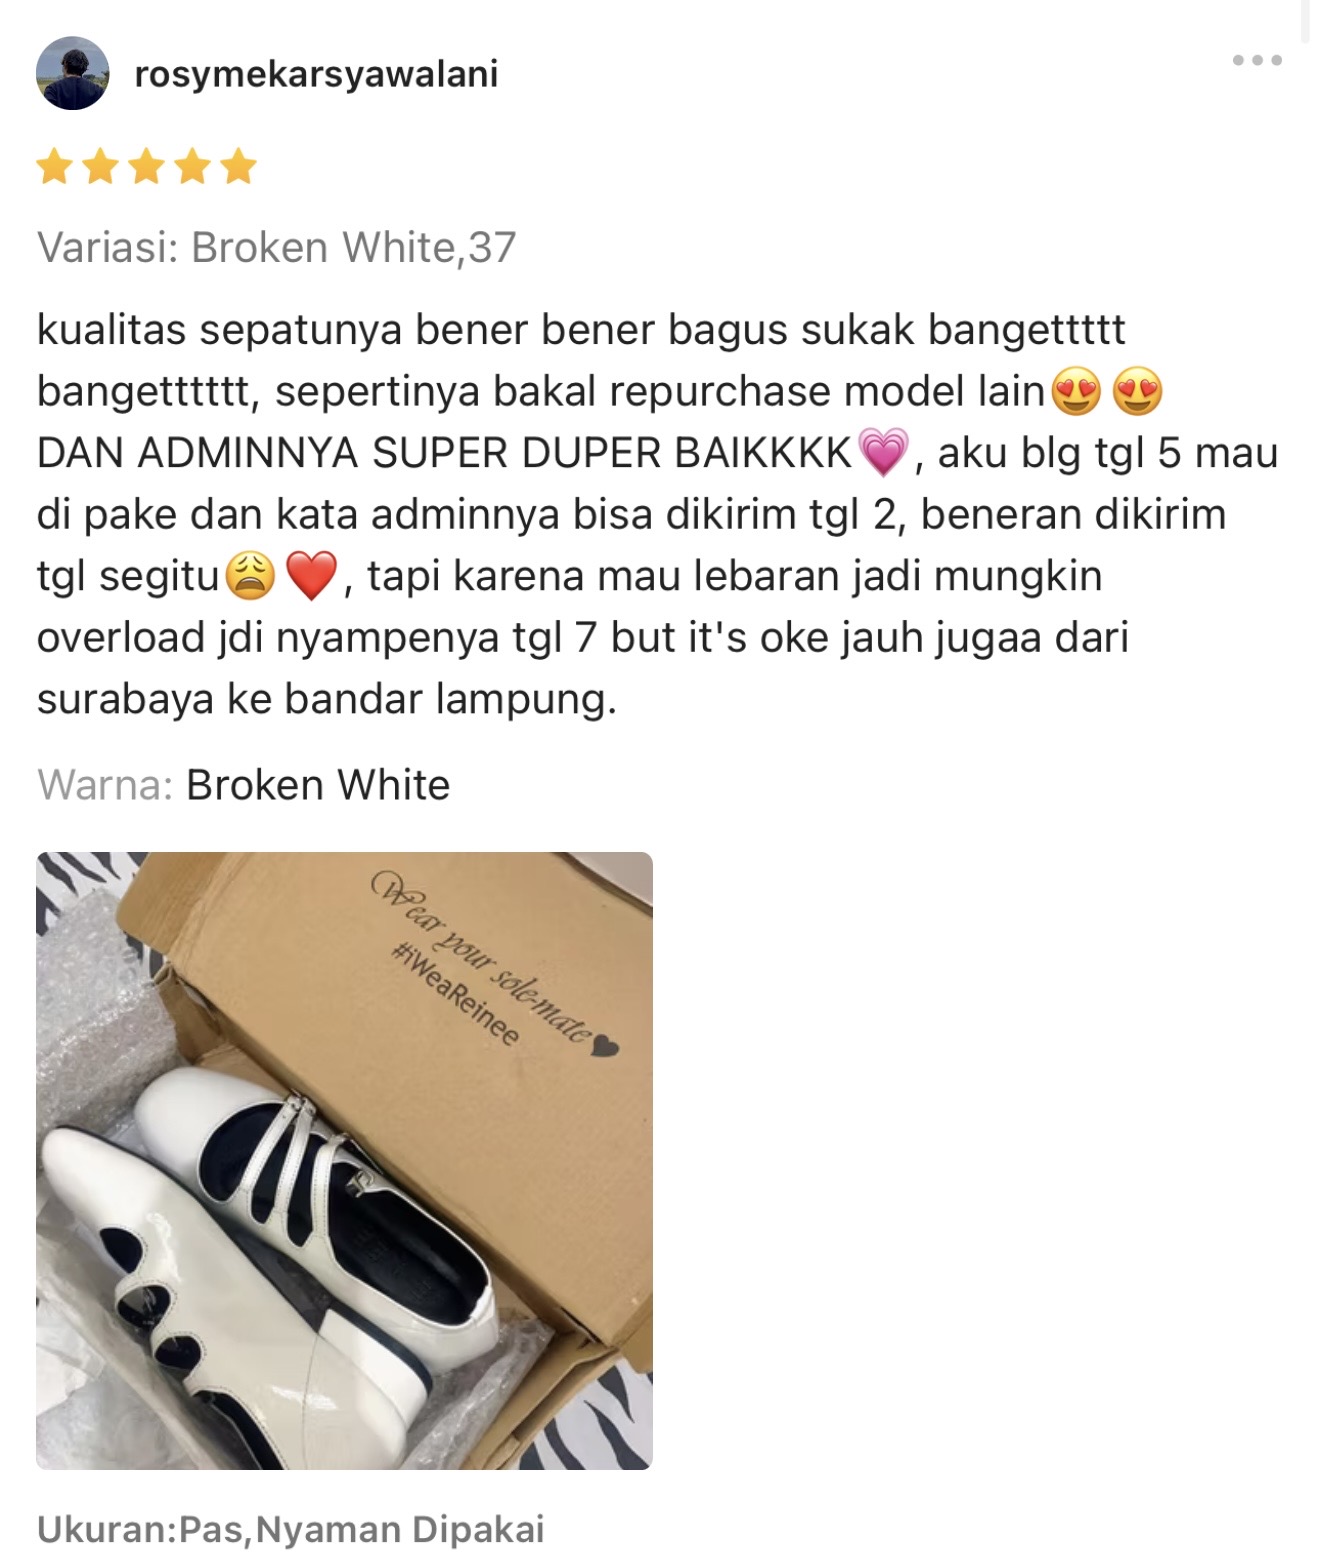 rosymekarsyawalani
Variasi: Broken White,37
kualitas sepatunya bener bener bagus sukak bangettttt
bangetttttt, sepertinya bakal repurchase model lain😍😍
DAN ADMINNYA SUPER DUPER BAIKKKK💗, aku blg tgl 5 mau
di pake dan kata adminnya bisa dikirim tgl 2, beneran dikirim
tgl segitu😩❤️, tapi karena mau lebaran jadi mungkin
overload jdi nyampenya tgl 7 but it's oke jauh jugaa dari
surabaya ke bandar lampung.
Warna: Broken White
Wear your sole-mate♥
#iWeaReinee
Ukuran:Pas,Nyaman Dipakai